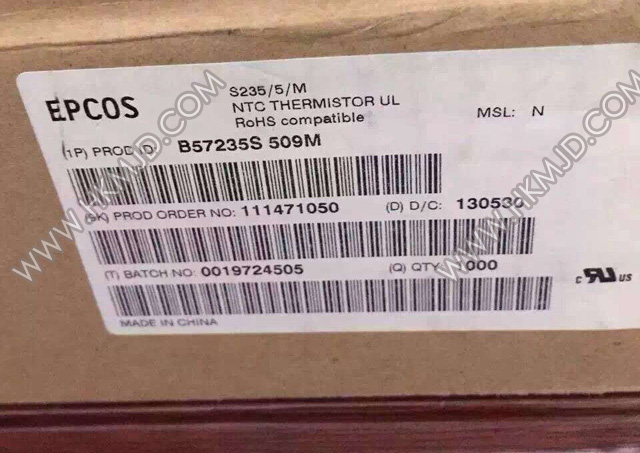 EPCOS
S235/5/M
NTC THERMISTOR UL
RoHS compatible
MSL: N
(1P) PROD ID: B57235S 509M
(9K) PROD ORDER NO: 111471050 (D) D/C: 130530
(T) BATCH NO: 0019724505 (Q) QTY: 000
c RU US
MADE IN CHINA
WWW.HKMJD.COM
WWW.HKMJD.COM